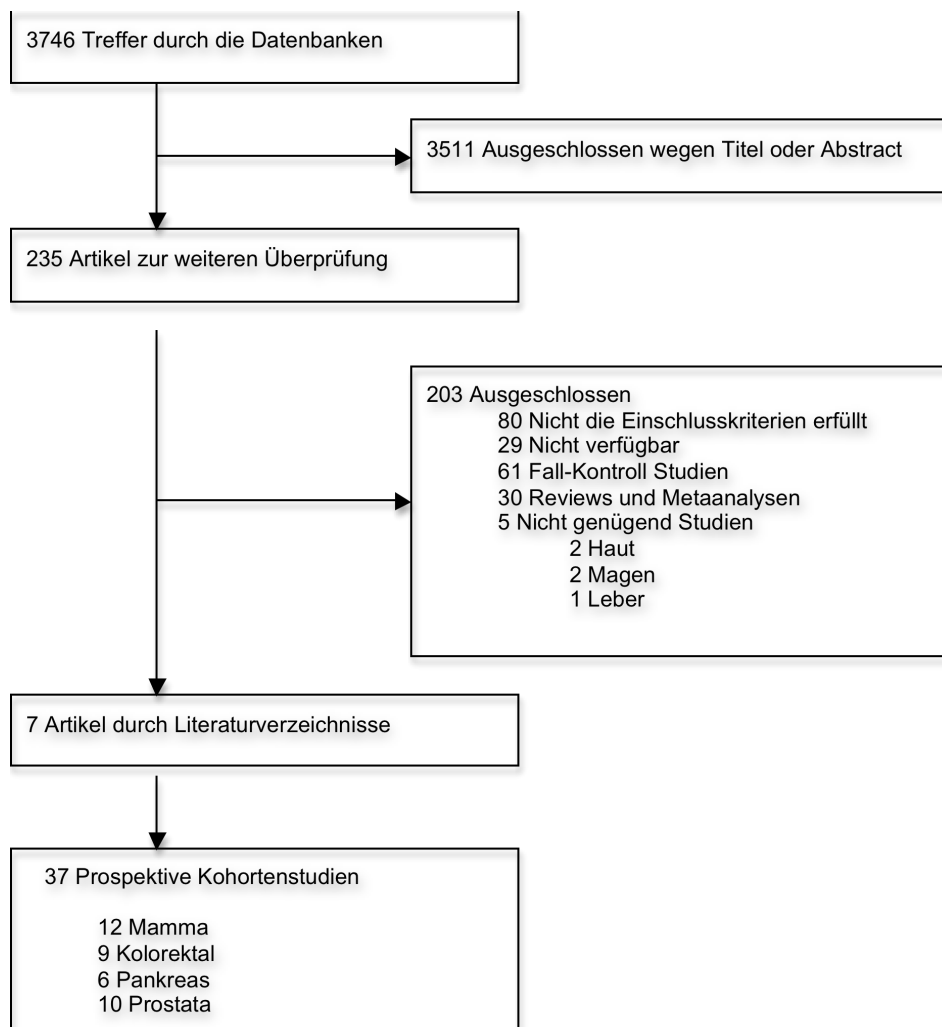 3746 Treffer durch die Datenbanken
3511 Ausgeschlossen wegen Titel oder Abstract
235 Artikel zur weiteren Überprüfung
203 Ausgeschlossen
80 Nicht die Einschlusskriterien erfüllt
29 Nicht verfügbar
61 Fall-Kontroll Studien
30 Reviews und Metaanalysen
5 Nicht genügend Studien
2 Haut
2 Magen
1 Leber
7 Artikel durch Literaturverzeichnisse
37 Prospektive Kohortenstudien
12 Mamma
9 Kolorektal
6 Pankreas
10 Prostata